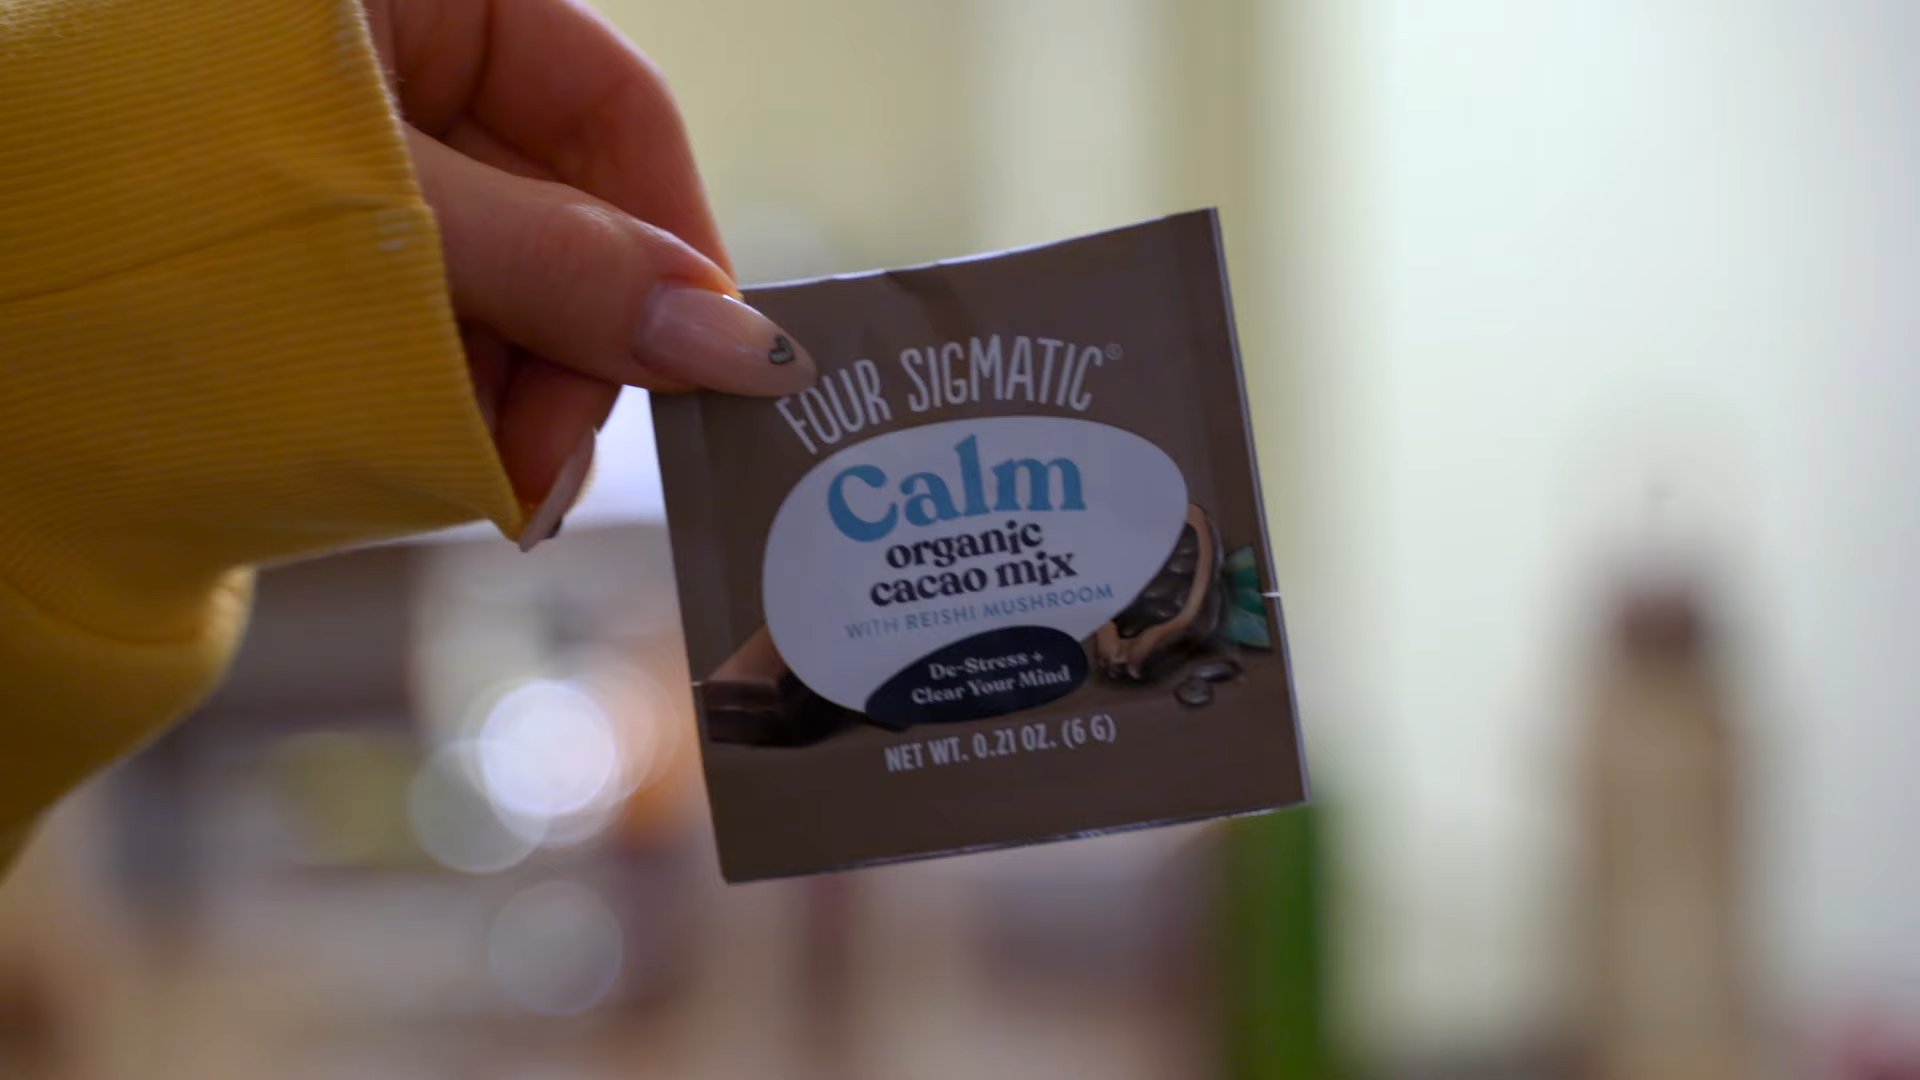 FOUR SIGMATIC®
Calm
organic
cacao mix
WITH REISHI MUSHROOM
De-Stress +
Clear Your Mind
NET WT. 0.21 OZ. (6 G)